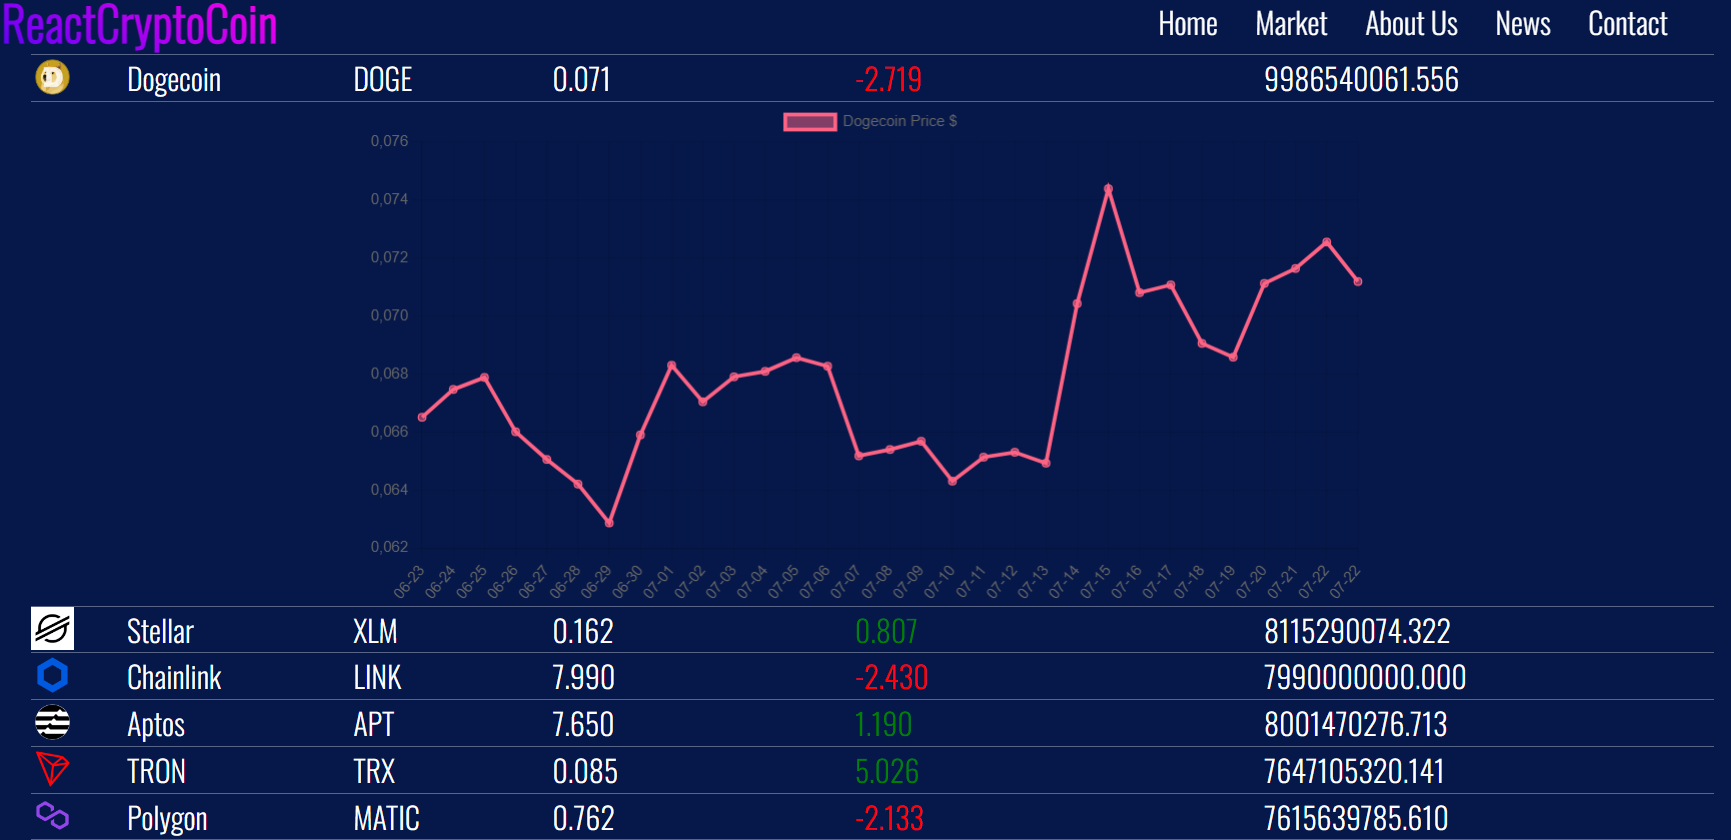 ReactCryptoCoin Home Market About Us News Contact
Dogecoin DOGE 0.071 -2.719 9986540061.556
Dogecoin Price $
0,076
0,074
0,072
0,070
0,068
0,066
0,064
0,062
06-23 06-24 06-25 06-26 06-27 06-28 06-29 06-30 07-01 07-02 07-03 07-04 07-05 07-06 07-07 07-08 07-09 07-10 07-11 07-12 07-13 07-14 07-15 07-16 07-17 07-18 07-19 07-20 07-21 07-22 07-22
Stellar XLM 0.162 0.807 8115290074.322
Chainlink LINK 7.990 -2.430 7990000000.000
Aptos APT 7.650 1.190 8001470276.713
TRON TRX 0.085 5.026 7647105320.141
Polygon MATIC 0.762 -2.133 7615639785.610